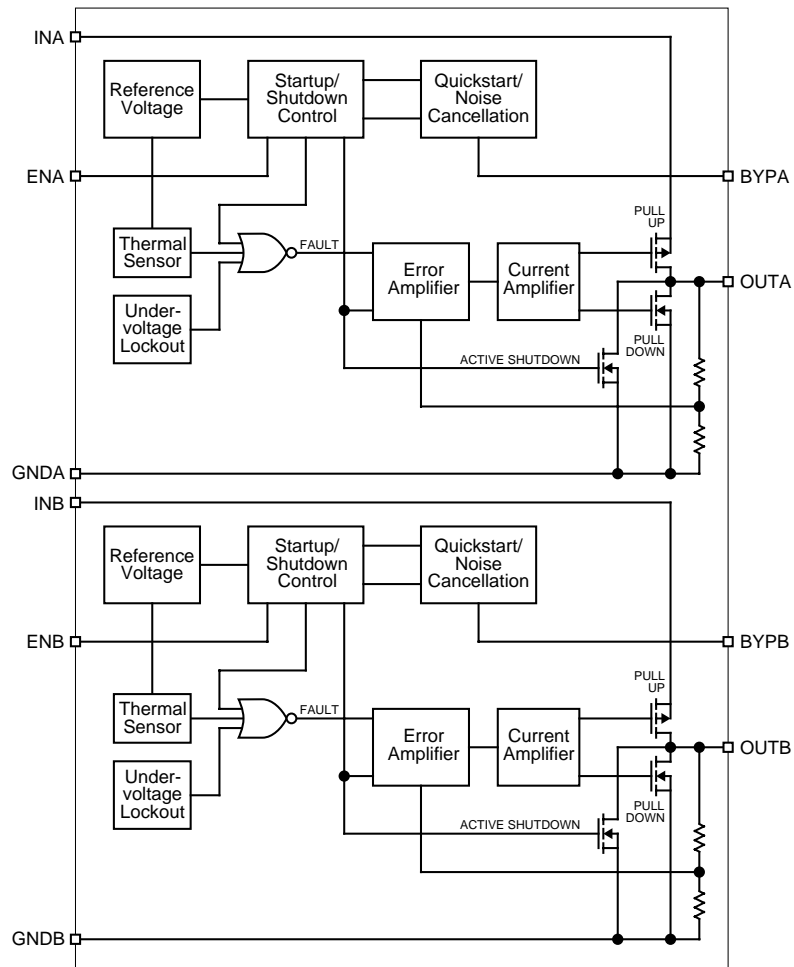 INA
Reference
Voltage
Startup/
Shutdown
Control
Quickstart/
Noise
Cancellation
ENA
BYPA
PULL
UP
Thermal
Sensor
FAULT
Error
Amplifier
Current
Amplifier
OUTA
Under-
voltage
Lockout
PULL
DOWN
ACTIVE SHUTDOWN
GNDA
INB
Reference
Voltage
Startup/
Shutdown
Control
Quickstart/
Noise
Cancellation
ENB
BYPB
PULL
UP
Thermal
Sensor
FAULT
Error
Amplifier
Current
Amplifier
OUTB
Under-
voltage
Lockout
PULL
DOWN
ACTIVE SHUTDOWN
GNDB